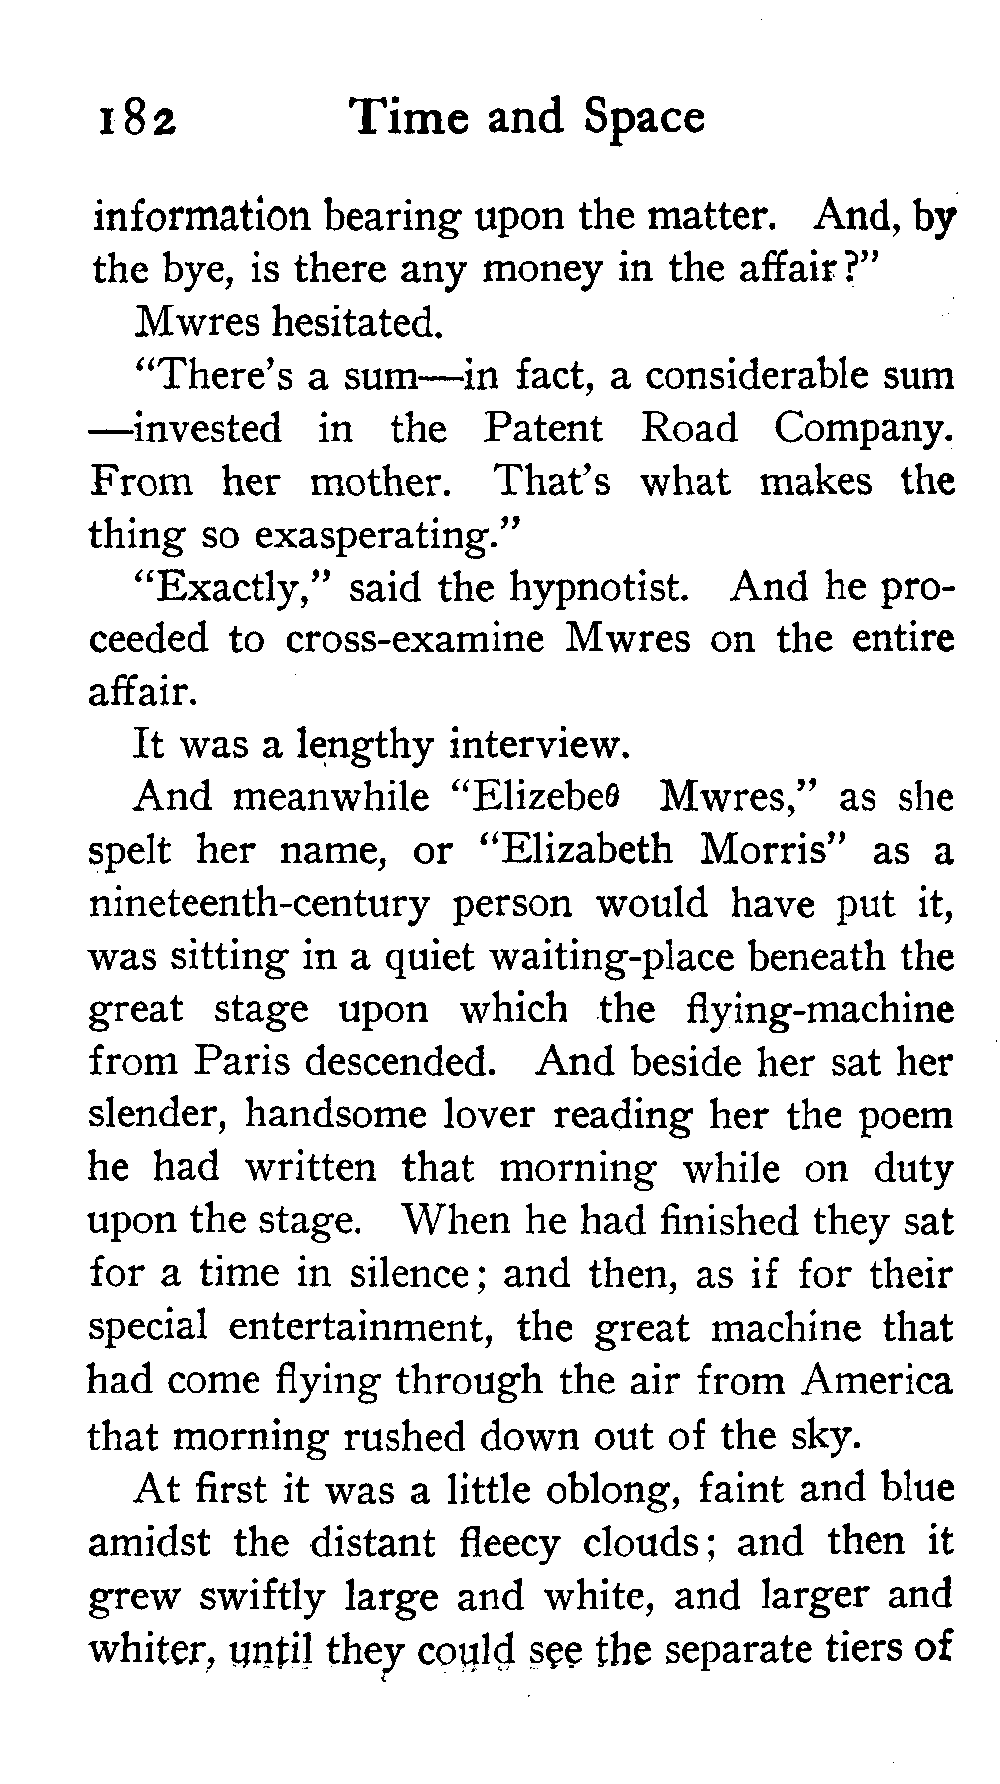 182 Time and Space
information bearing upon the matter. And, by
the bye, is there any money in the affair?”
Mwres hesitated.
“There’s a sum—in fact, a considerable sum
—invested in the Patent Road Company.
From her mother. That’s what makes the
thing so exasperating.”
“Exactly,” said the hypnotist. And he pro-
ceeded to cross-examine Mwres on the entire
affair.
It was a lengthy interview.
And meanwhile “Elizebeθ Mwres,” as she
spelt her name, or “Elizabeth Morris” as a
nineteenth-century person would have put it,
was sitting in a quiet waiting-place beneath the
great stage upon which the flying-machine
from Paris descended. And beside her sat her
slender, handsome lover reading her the poem
he had written that morning while on duty
upon the stage. When he had finished they sat
for a time in silence; and then, as if for their
special entertainment, the great machine that
had come flying through the air from America
that morning rushed down out of the sky.
At first it was a little oblong, faint and blue
amidst the distant fleecy clouds; and then it
grew swiftly large and white, and larger and
whiter, until they could see the separate tiers of